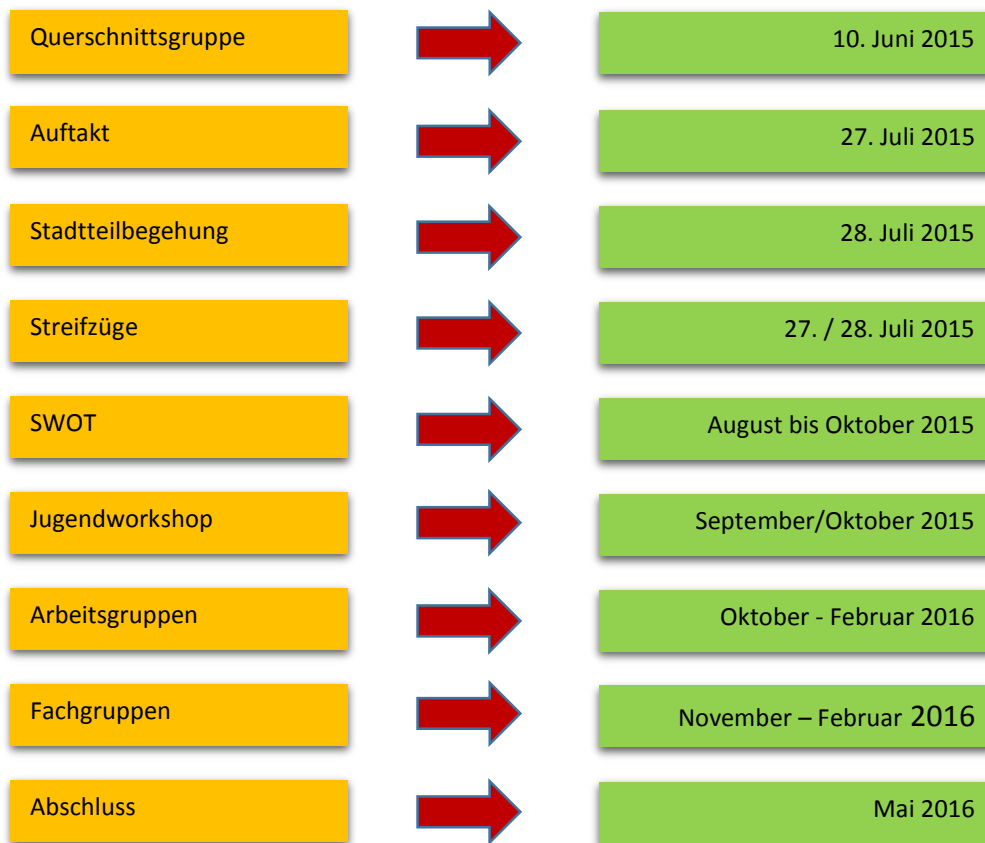 Querschnittsgruppe
10. Juni 2015
Auftakt
27. Juli 2015
Stadtteilbegehung
28. Juli 2015
Streifzüge
27. / 28. Juli 2015
SWOT
August bis Oktober 2015
Jugendworkshop
September/Oktober 2015
Arbeitsgruppen
Oktober - Februar 2016
Fachgruppen
November – Februar 2016
Abschluss
Mai 2016